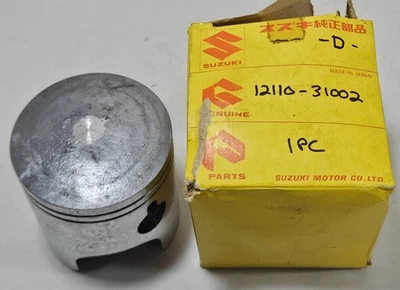 スズキ純正部品
-D-
SUZUKI
MADE IN JAPAN
12110-31002
GENUINE
1PC
PARTS
SUZUKI MOTOR CO.,LTD.